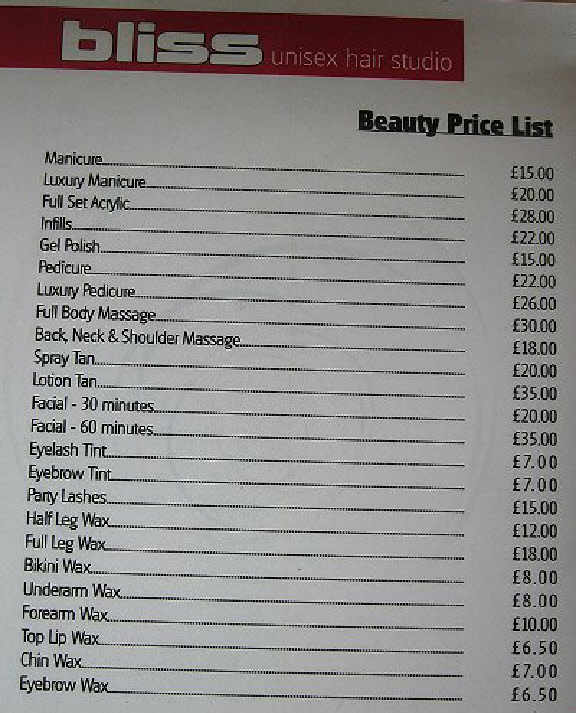 bliss unisex hair studio
Beauty Price List
Manicure £15.00
Luxury Manicure £20.00
Full Set Acrylic £28.00
Infills £22.00
Gel Polish £15.00
Pedicure £22.00
Luxury Pedicure £26.00
Full Body Massage £30.00
Back, Neck & Shoulder Massage £18.00
Spray Tan £20.00
Lotion Tan £35.00
Facial - 30 minutes £20.00
Facial - 60 minutes £35.00
Eyelash Tint £7.00
Eyebrow Tint £7.00
Party Lashes £15.00
Half Leg Wax £12.00
Full Leg Wax £18.00
Bikini Wax £8.00
Underarm Wax £8.00
Forearm Wax £10.00
Top Lip Wax £6.50
Chin Wax £7.00
Eyebrow Wax £6.50